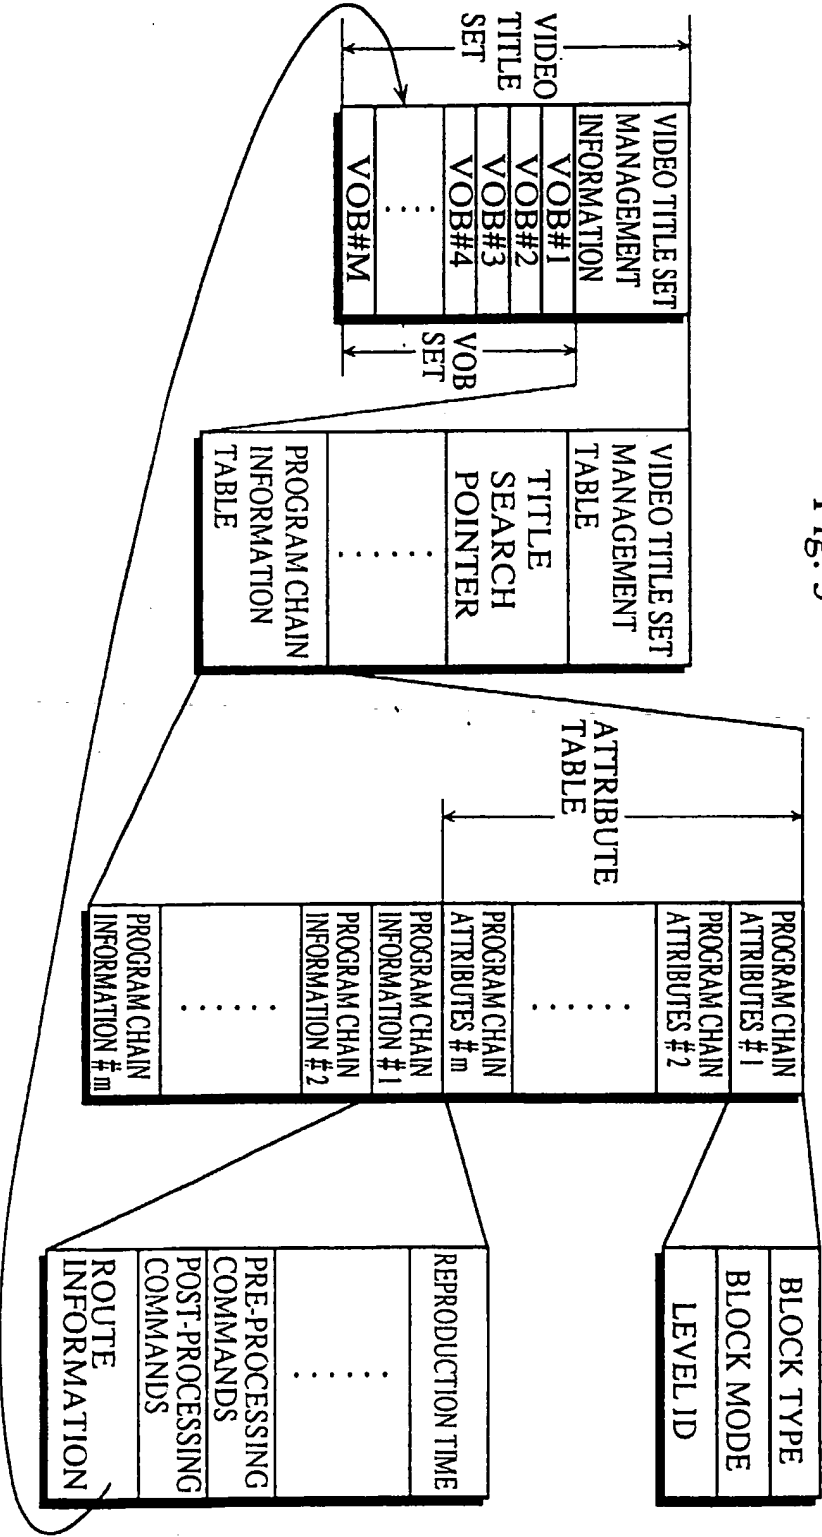 Fig. 5
VIDEO
TITLE
SET
VIDEO TITLE SET
MANAGEMENT
INFORMATION
VOB#1
VOB#2
VOB#3
VOB#4
.....
VOB#M
VOB
SET
VIDEO TITLE SET
MANAGEMENT
TABLE
TITLE
SEARCH
POINTER
......
PROGRAM CHAIN
INFORMATION
TABLE
ATTRIBUTE
TABLE
PROGRAM CHAIN
ATTRIBUTES #1
PROGRAM CHAIN
ATTRIBUTES #2
......
PROGRAM CHAIN
ATTRIBUTES #m
PROGRAM CHAIN
INFORMATION #1
PROGRAM CHAIN
INFORMATION #2
......
PROGRAM CHAIN
INFORMATION #m
BLOCK TYPE
BLOCK MODE
LEVEL ID
REPRODUCTION TIME
......
PRE-PROCESSING
COMMANDS
POST-PROCESSING
COMMANDS
ROUTE
INFORMATION